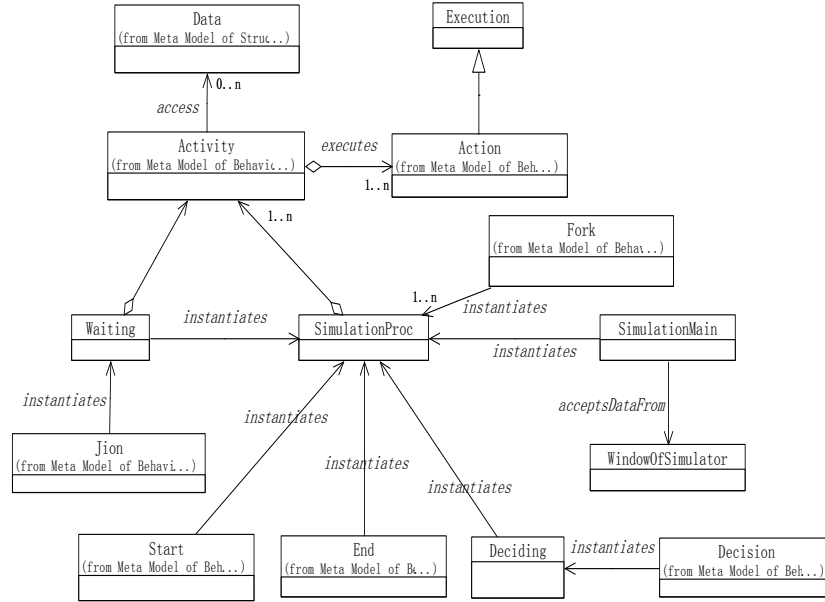 Data
(from Meta Model of Struc...)
Execution
0..n
access
Activity
(from Meta Model of Behavic...)
executes
Action
(from Meta Model of Beh...)
1..n
1..n
Fork
(from Meta Model of Behav...)
1..n
instantiates
Waiting
instantiates
SimulationProc
SimulationMain
instantiates
instantiates
acceptsDataFrom
instantiates
Jion
(from Meta Model of Behavi...)
WindowOfSimulator
instantiates
instantiates
Start
(from Meta Model of Beh...)
End
(from Meta Model of Be...)
Deciding
instantiates
Decision
(from Meta Model of Beh...)